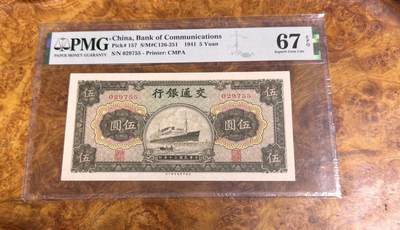 PMG
PAPER MONEY GUARANTY
China, Bank of Communications
Pick# 157 S/M#C126-251 1941 5 Yuan
S/N 029755 - Printer: CMPA
67 EPQ
Superb Gem Unc
伍 行銀通交 伍
029755 029755
圓伍 圓伍
伍 伍